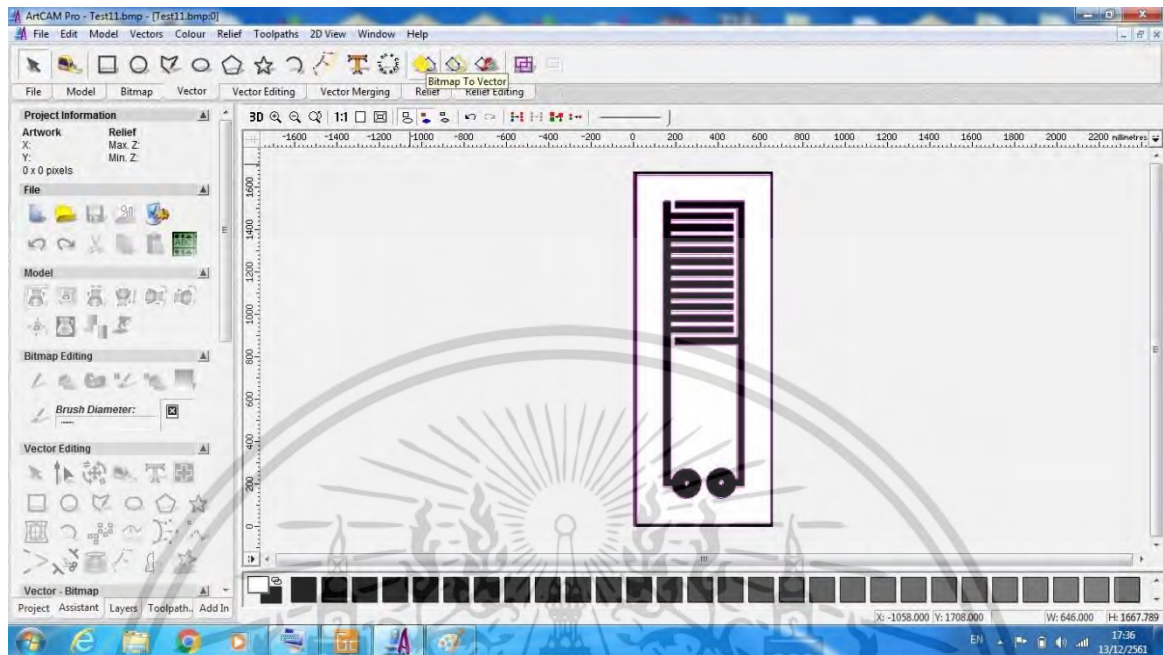 ArtCAM Pro - Test11.bmp - [Test11.bmp:0]
File Edit Model Vectors Colour Relief Toolpaths 2D View Window Help
Bitmap To Vector
File Model Bitmap Vector Vector Editing Vector Merging Relief Relief Editing
Project Information
Artwork Relief
X: Max. Z:
Y: Min. Z:
0 x 0 pixels
File
ABC
Model
Bitmap Editing
Brush Diameter:
Vector Editing
Vector - Bitmap
Project Assistant Layers Toolpath.. Add In
3D 1:1
-1600 -1400 -1200 -1000 -800 -600 -400 -200 0 200 400 600 800 1000 1200 1400 1600 1800 2000 2200 milimetres
1600
1400
1200
1000
800
600
400
200
0
X: -1058.000 Y: 1708.000 W: 646.000 H: 1667.789
EN 17:36
13/12/2561